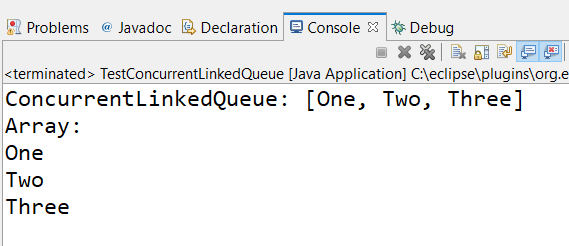 Problems @ Javadoc Declaration Console Debug
<terminated> TestConcurrentLinkedQueue [Java Application] C:\eclipse\plugins\org.e
ConcurrentLinkedQueue: [One, Two, Three]
Array:
One
Two
Three